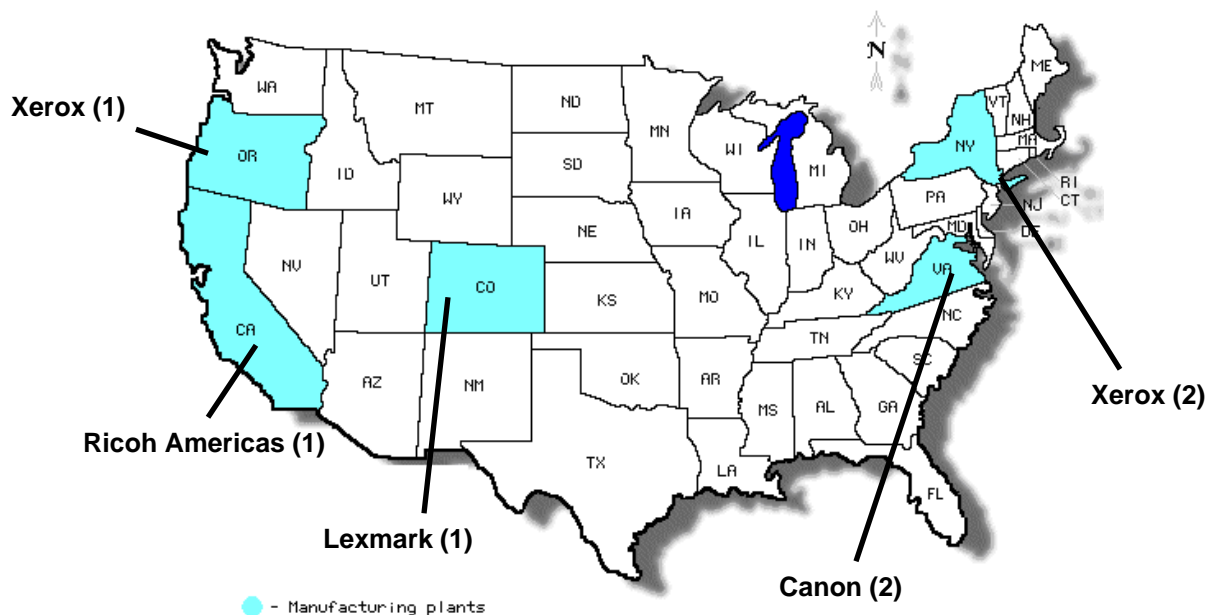 N
ME
WA
VT
NH
MT
ND
MN
Xerox (1)
OR
MA
NY
WI
MI
SD
ID
RI
CT
WY
PA
NJ
IA
MD
DE
NE
OH
IL
IN
WV
NV
UT
CO
VA
KS
MO
KY
NC
CA
TN
SC
AZ
NM
OK
AR
Xerox (2)
MS
AL
GA
Ricoh Americas (1)
TX
LA
FL
Lexmark (1)
Canon (2)
- Manufacturing plants